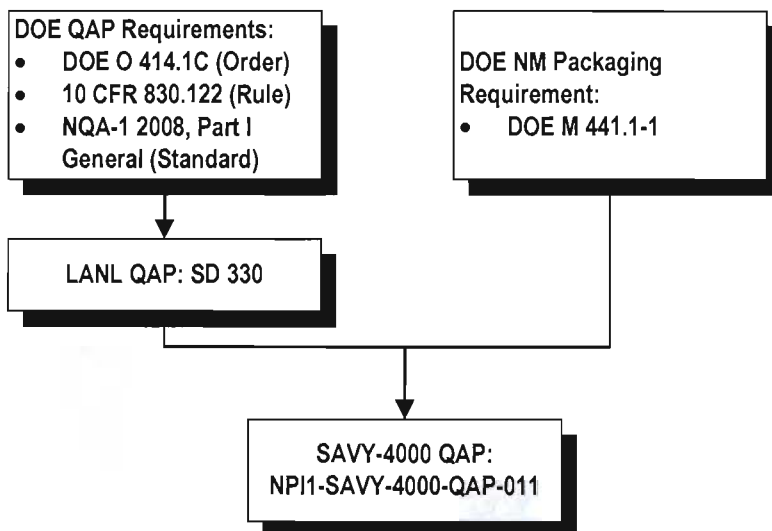 DOE QAP Requirements:
• DOE O 414.1C (Order)
• 10 CFR 830.122 (Rule)
• NQA-1 2008, Part I
General (Standard)
DOE NM Packaging
Requirement:
• DOE M 441.1-1
LANL QAP: SD 330
SAVY-4000 QAP:
NPI1-SAVY-4000-QAP-011